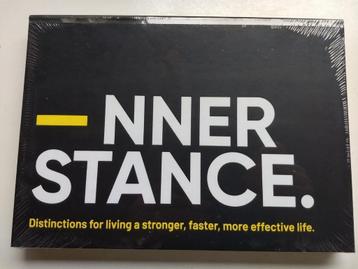 — NNER
STANCE.
Distinctions for living a stronger, faster, more effective life.